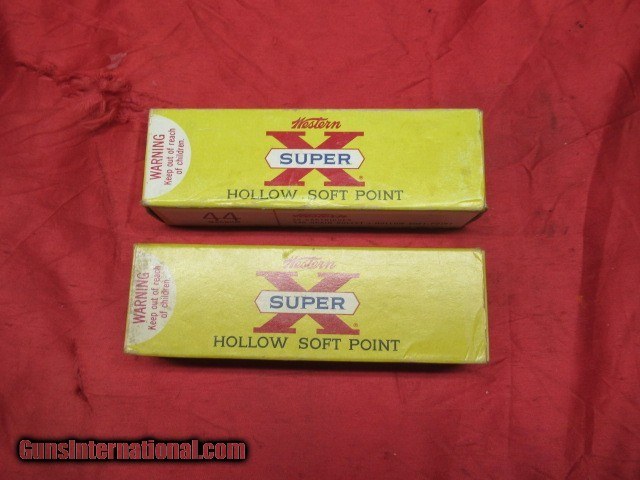 WARNING
Keep out of reach
of children.
Western
X
SUPER
HOLLOW SOFT POINT
44
WARNING
Keep out of reach
of children.
Western
X
SUPER
HOLLOW SOFT POINT
GunsInternational.com